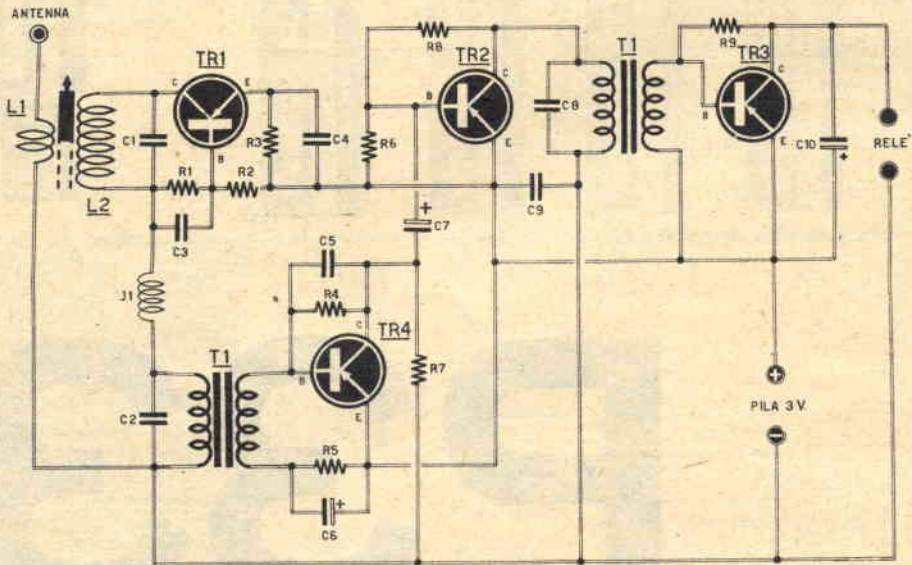 ANTENNA
L1
L2
C1
C
TR1
E
B
R1
R2
R3
C4
C3
J1
C2
T1
C5
R4
B
C
TR4
E
R5
+
C6
R8
R6
B
TR2
C
E
+
C7
R7
C8
T1
C9
R9
TR3
C
B
E
C10
+
RELE'
+
PILA 3 V.
-